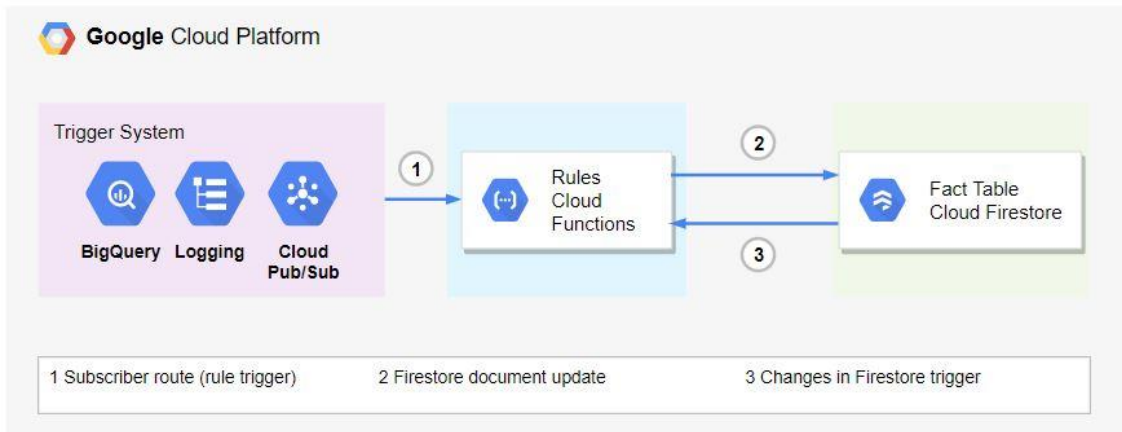 Google Cloud Platform
Trigger System
BigQuery
Logging
Cloud
Pub/Sub
1
Rules
Cloud
Functions
2
3
Fact Table
Cloud Firestore
1 Subscriber route (rule trigger)
2 Firestore document update
3 Changes in Firestore trigger